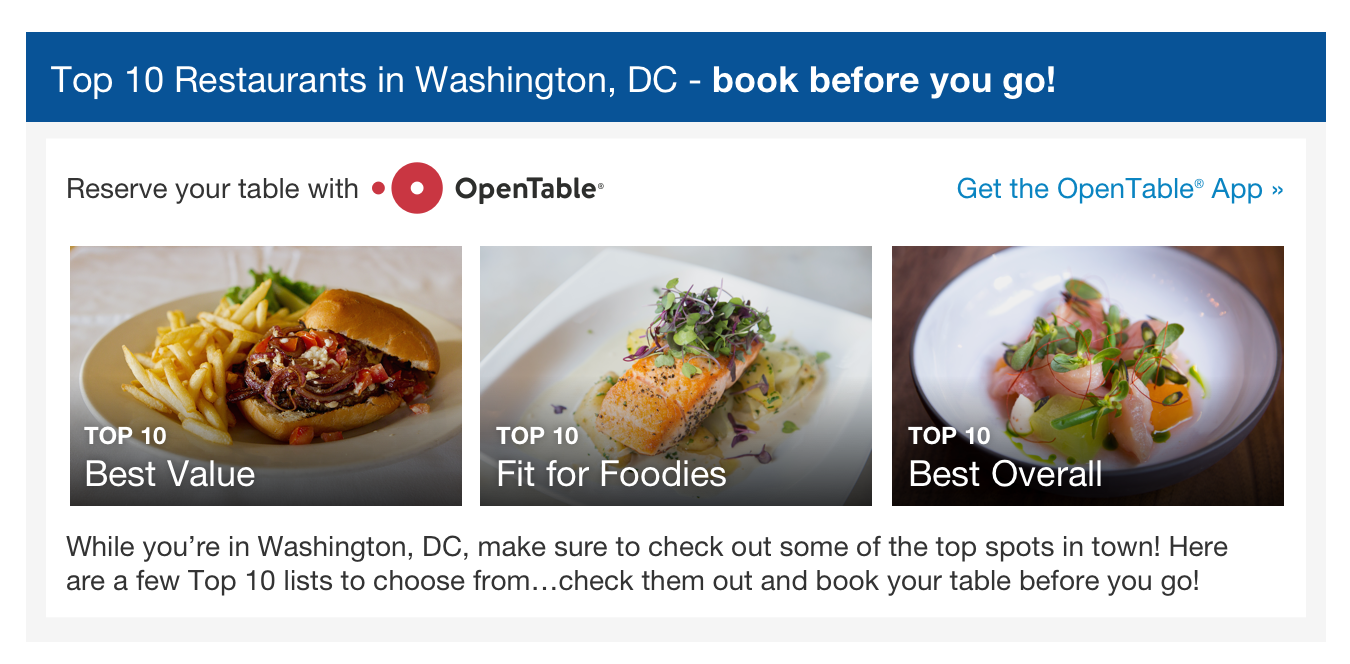 Top 10 Restaurants in Washington, DC - book before you go!
Reserve your table with OpenTable®
Get the OpenTable® App »
TOP 10
Best Value
TOP 10
Fit for Foodies
TOP 10
Best Overall
While you’re in Washington, DC, make sure to check out some of the top spots in town! Here
are a few Top 10 lists to choose from…check them out and book your table before you go!